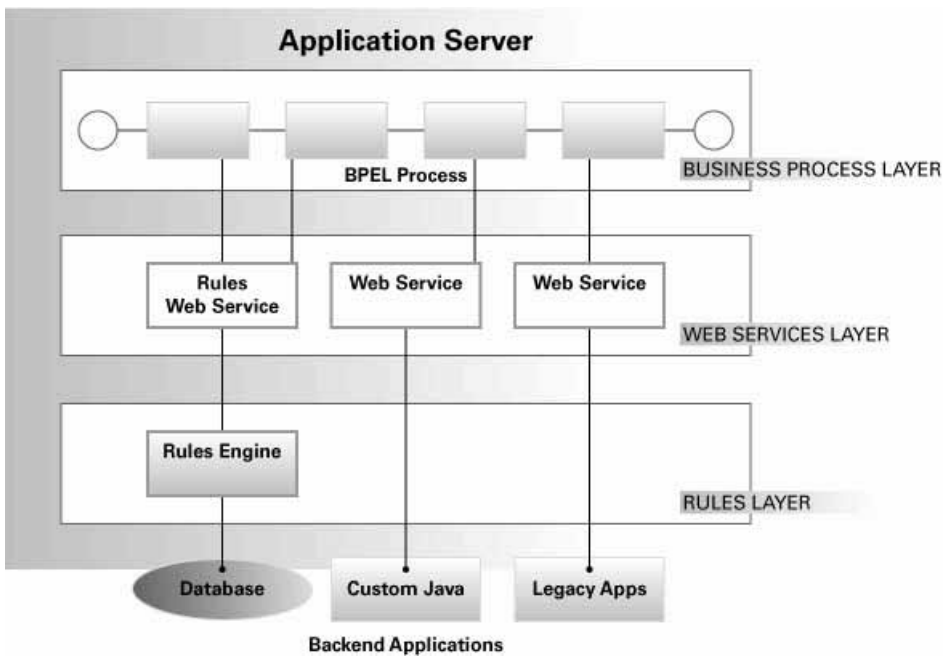 Application Server
BPEL Process
BUSINESS PROCESS LAYER
Rules
Web Service
Web Service
Web Service
WEB SERVICES LAYER
Rules Engine
RULES LAYER
Database
Custom Java
Legacy Apps
Backend Applications